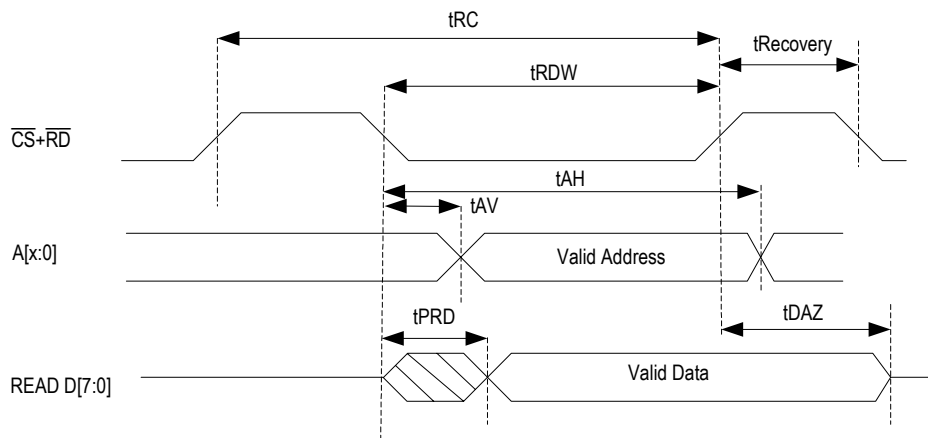 tRC
tRecovery
tRDW
CS+RD
tAH
tAV
A[x:0]
Valid Address
tPRD
tDAZ
READ D[7:0]
Valid Data